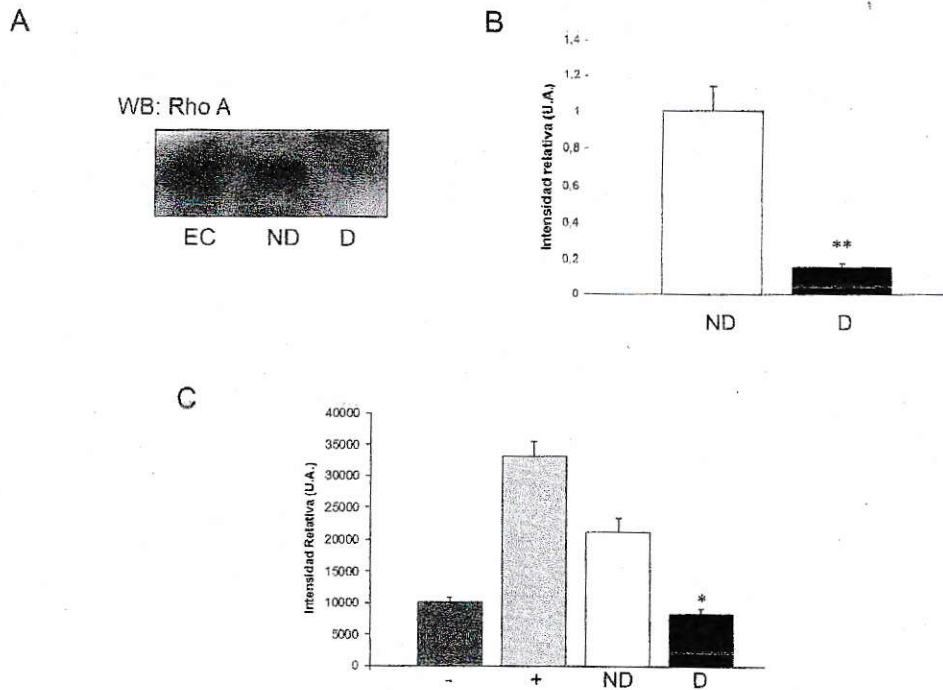 A
WB: Rho A
EC ND D
B
Intensidad relativa (U.A.)
1,4
1,2
1
0,8
0,6
0,4
0,2
0
**
ND D
C
Intensidad Relativa (U.A.)
40000
35000
30000
25000
20000
15000
10000
5000
0
*
- + ND D